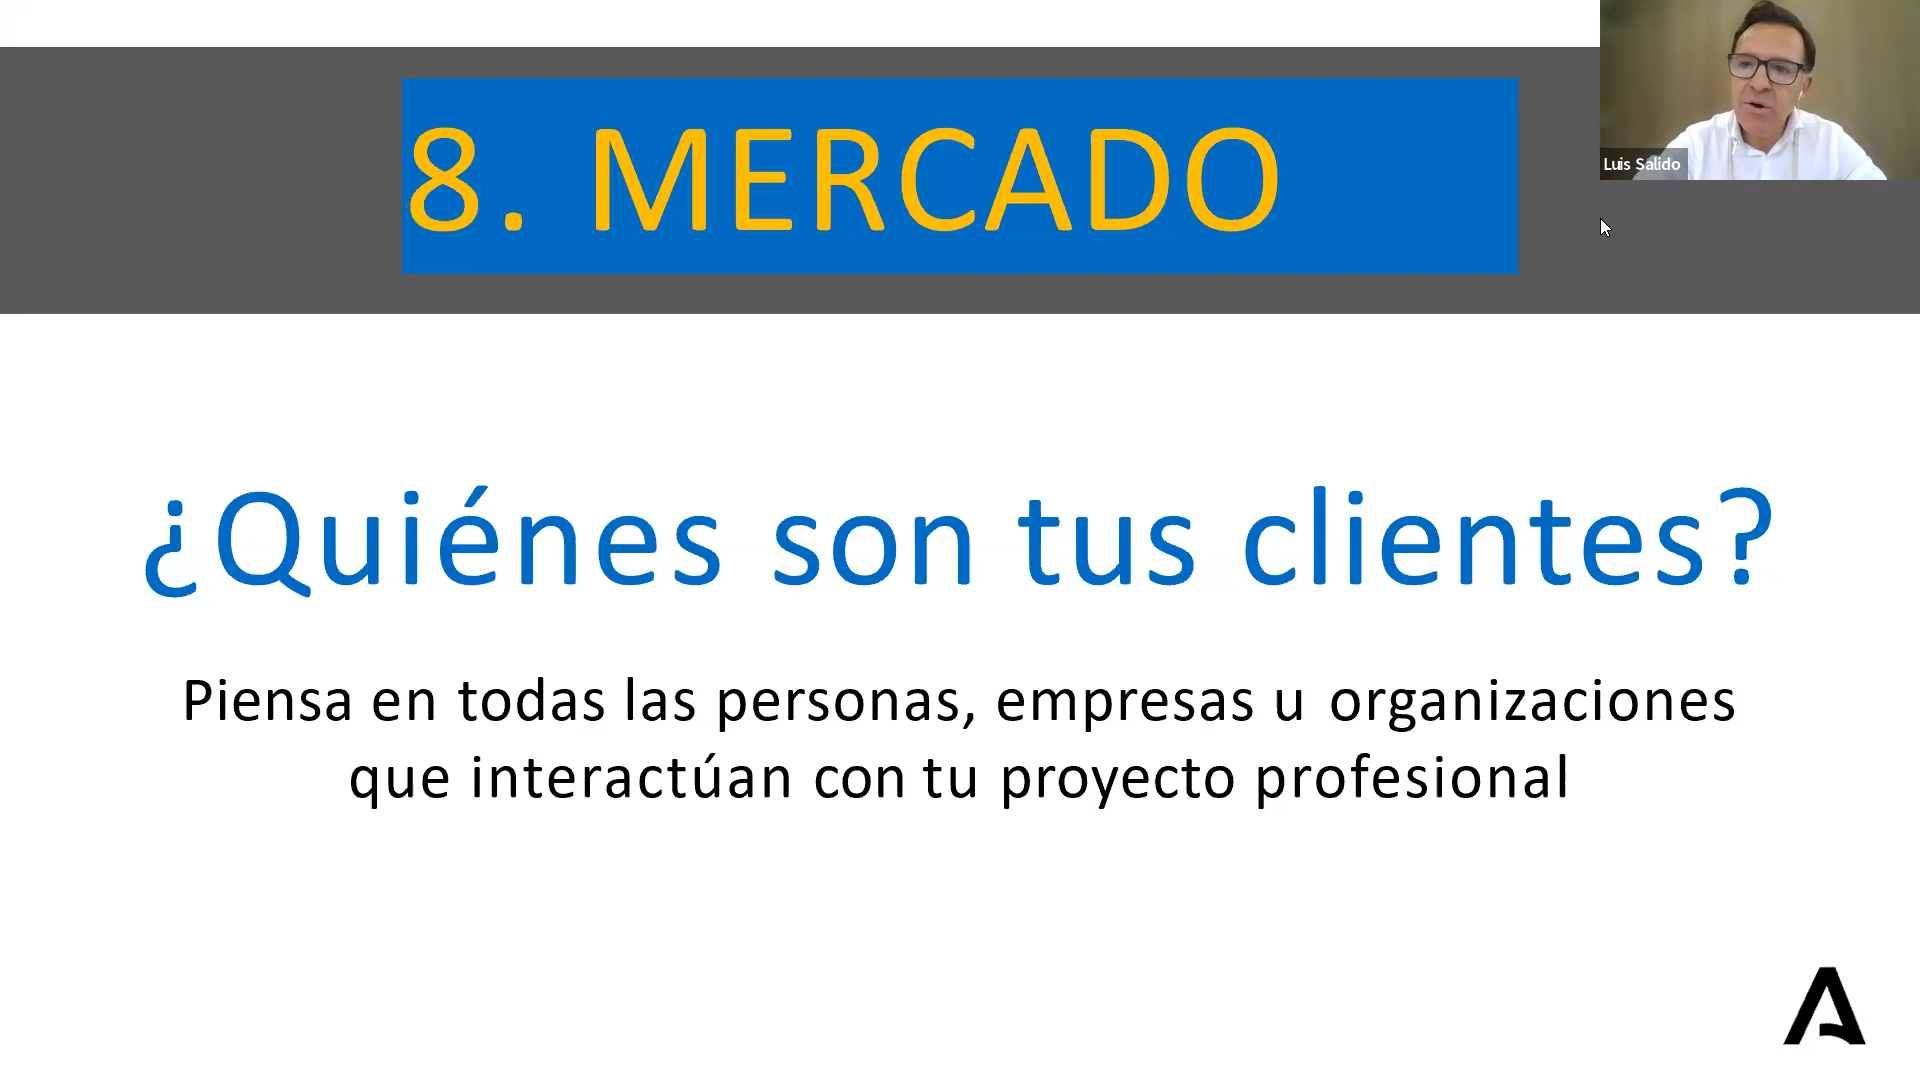 8. MERCADO
Luis Salido
¿Quiénes son tus clientes?
Piensa en todas las personas, empresas u organizaciones
que interactúan con tu proyecto profesional